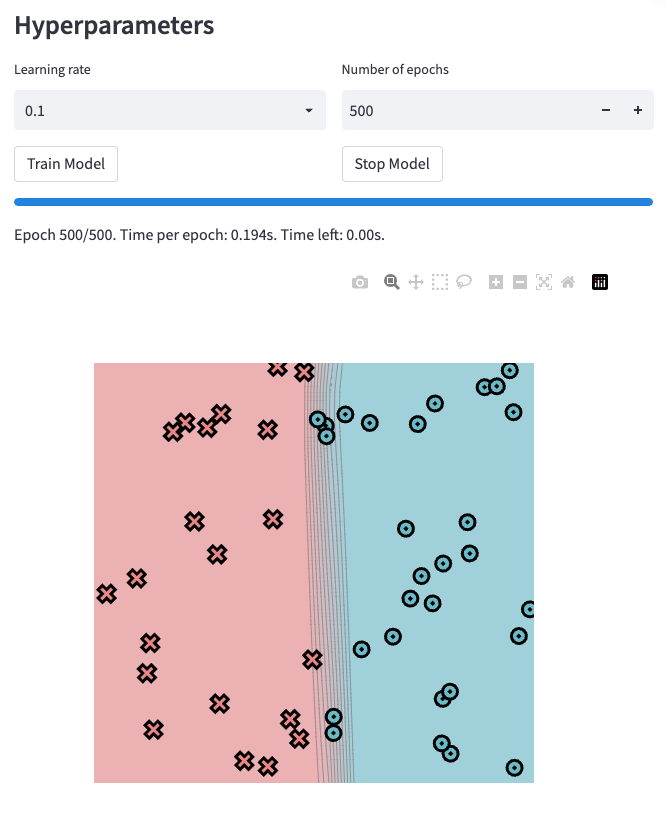 Hyperparameters
Learning rate
Number of epochs
0.1
500
Train Model
Stop Model
Epoch 500/500. Time per epoch: 0.194s. Time left: 0.00s.